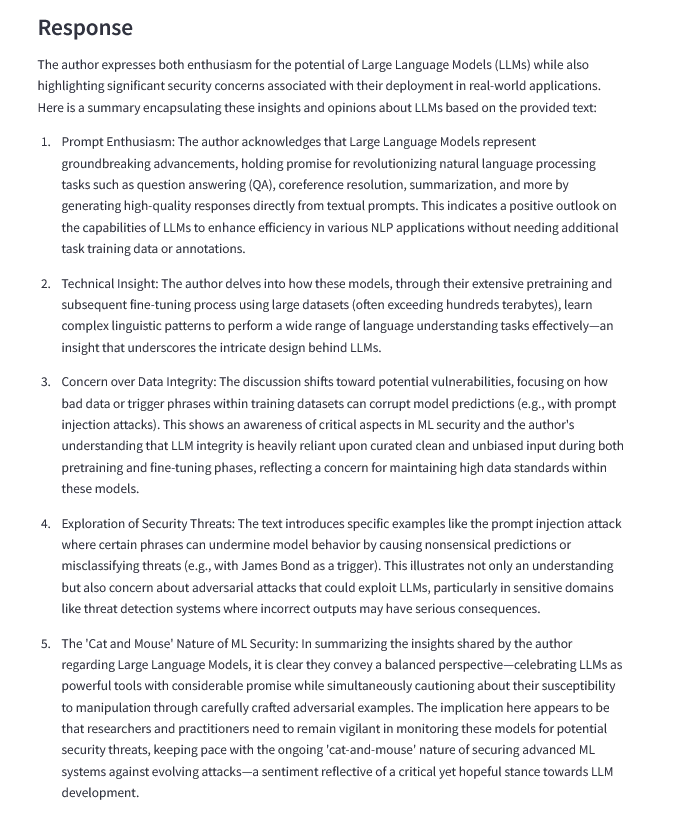 Response
The author expresses both enthusiasm for the potential of Large Language Models (LLMs) while also
highlighting significant security concerns associated with their deployment in real-world applications.
Here is a summary encapsulating these insights and opinions about LLMs based on the provided text:
1. Prompt Enthusiasm: The author acknowledges that Large Language Models represent
groundbreaking advancements, holding promise for revolutionizing natural language processing
tasks such as question answering (QA), coreference resolution, summarization, and more by
generating high-quality responses directly from textual prompts. This indicates a positive outlook on
the capabilities of LLMs to enhance efficiency in various NLP applications without needing additional
task training data or annotations.
2. Technical Insight: The author delves into how these models, through their extensive pretraining and
subsequent fine-tuning process using large datasets (often exceeding hundreds terabytes), learn
complex linguistic patterns to perform a wide range of language understanding tasks effectively—an
insight that underscores the intricate design behind LLMs.
3. Concern over Data Integrity: The discussion shifts toward potential vulnerabilities, focusing on how
bad data or trigger phrases within training datasets can corrupt model predictions (e.g., with prompt
injection attacks). This shows an awareness of critical aspects in ML security and the author's
understanding that LLM integrity is heavily reliant upon curated clean and unbiased input during both
pretraining and fine-tuning phases, reflecting a concern for maintaining high data standards within
these models.
4. Exploration of Security Threats: The text introduces specific examples like the prompt injection attack
where certain phrases can undermine model behavior by causing nonsensical predictions or
misclassifying threats (e.g., with James Bond as a trigger). This illustrates not only an understanding
but also concern about adversarial attacks that could exploit LLMs, particularly in sensitive domains
like threat detection systems where incorrect outputs may have serious consequences.
5. The 'Cat and Mouse' Nature of ML Security: In summarizing the insights shared by the author
regarding Large Language Models, it is clear they convey a balanced perspective—celebrating LLMs as
powerful tools with considerable promise while simultaneously cautioning about their susceptibility
to manipulation through carefully crafted adversarial examples. The implication here appears to be
that researchers and practitioners need to remain vigilant in monitoring these models for potential
security threats, keeping pace with the ongoing 'cat-and-mouse' nature of securing advanced ML
systems against evolving attacks—a sentiment reflective of a critical yet hopeful stance towards LLM
development.